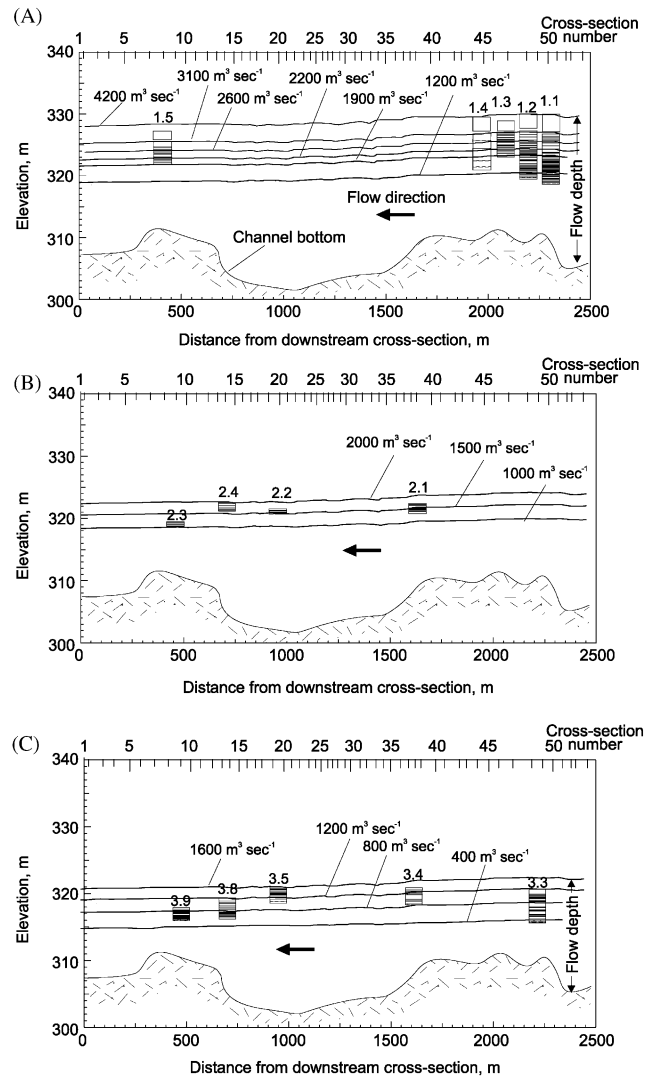 (A)
Cross-section
1 5 8 10 13 16 19 22 25 28 32 38 45 50 number
340
330
320
310
300
Elevation, m
4200 m³ sec⁻¹
3100 m³ sec⁻¹
2600 m³ sec⁻¹
2200 m³ sec⁻¹
1900 m³ sec⁻¹
1200 m³ sec⁻¹
1.5
1.4
1.3
1.2
1.1
Flow direction
Channel bottom
Flow depth
0 500 1000 1500 2000 2500
Distance from downstream cross-section, m
(B)
Cross-section
1 5 10 15 20 25 30 35 40 45 50 number
340
330
320
310
300
Elevation, m
2000 m³ sec⁻¹
1500 m³ sec⁻¹
1000 m³ sec⁻¹
2.4
2.3
2.2
2.1
0 500 1000 1500 2000 2500
Distance from downstream cross-section, m
(C)
Cross-section
1 5 10 15 20 25 30 35 40 45 50 number
340
330
320
310
300
Elevation, m
1600 m³ sec⁻¹
1200 m³ sec⁻¹
800 m³ sec⁻¹
400 m³ sec⁻¹
3.9
3.8
3.5
3.4
3.3
Flow depth
0 500 1000 1500 2000 2500
Distance from downstream cross-section, m